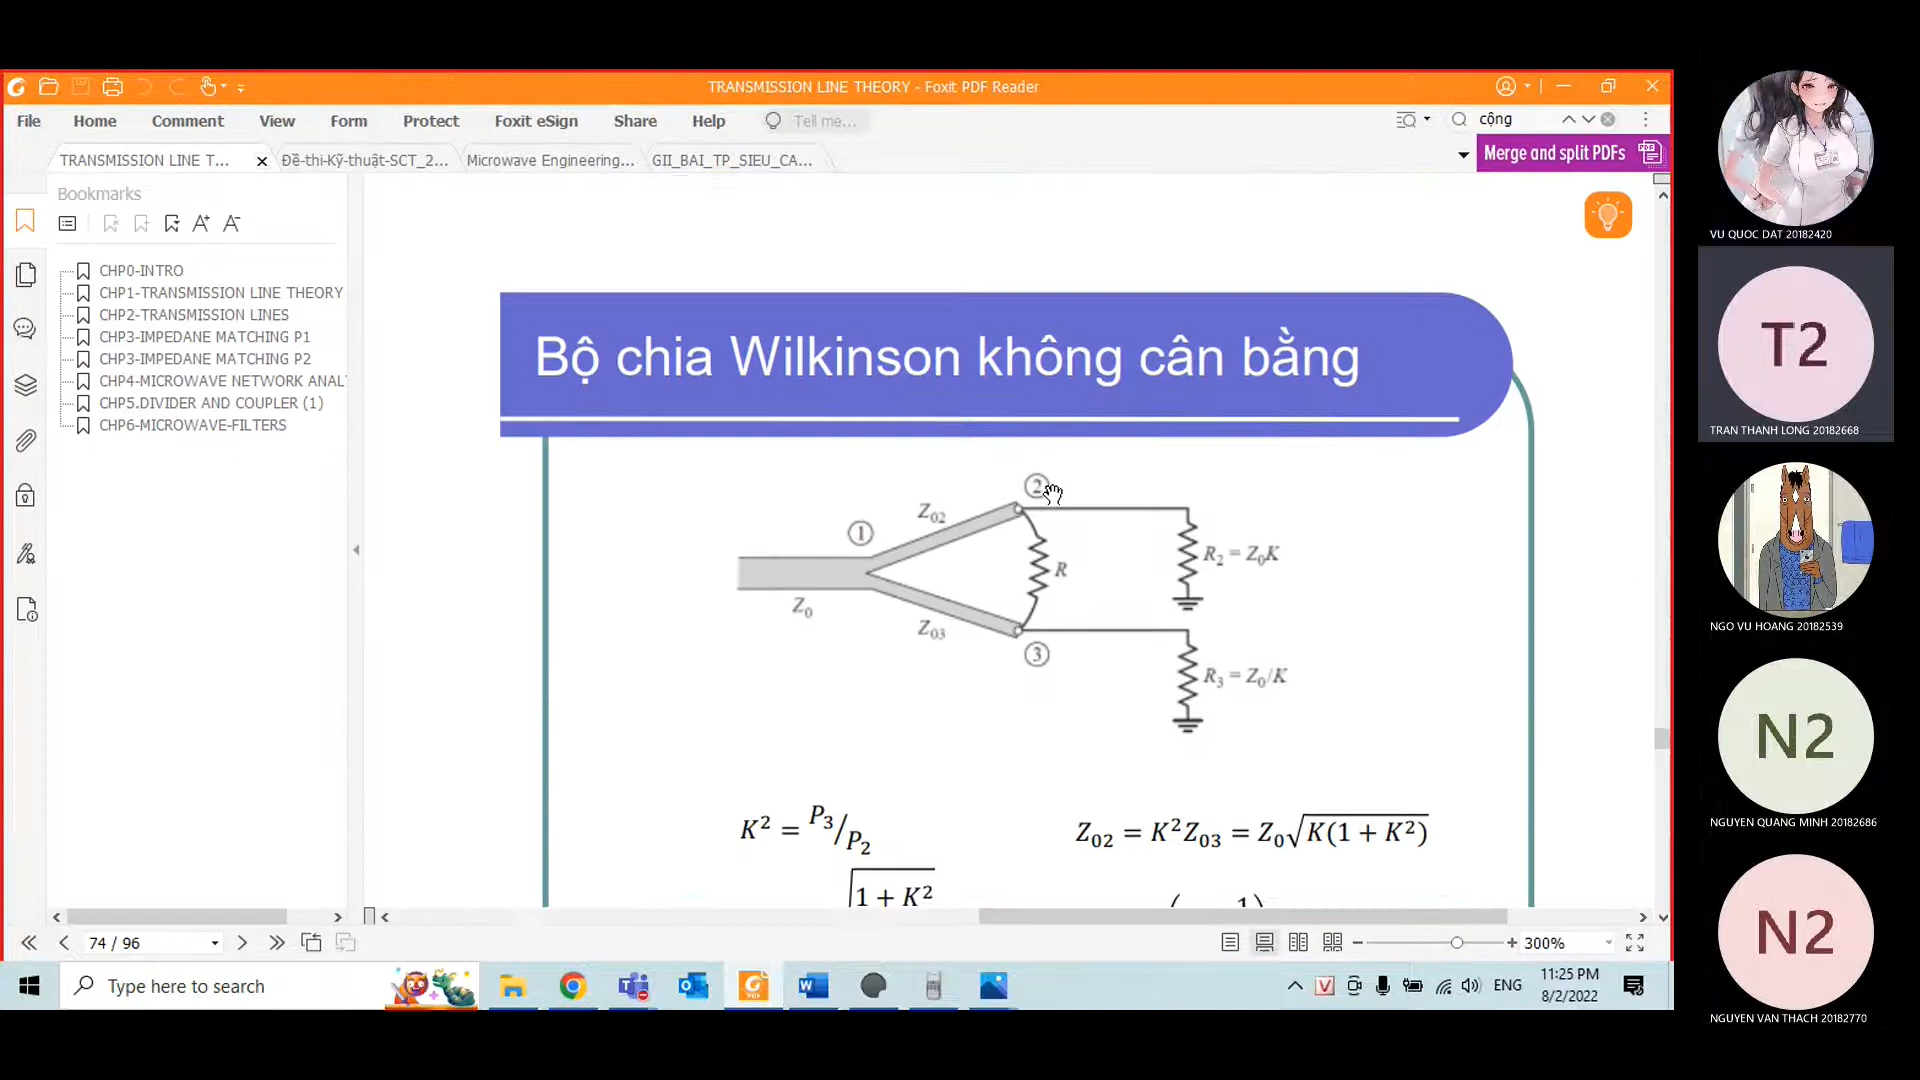 TRANSMISSION LINE THEORY - Foxit PDF Reader
File Home Comment View Form Protect Foxit eSign Share Help Tell me... cộng
TRANSMISSION LINE T... Đề-thi-Kỹ-thuật-SCT_2... Microwave Engineering... GII_BAI_TP_SIEU_CA... Merge and split PDFs
Bookmarks
CHP0-INTRO
CHP1-TRANSMISSION LINE THEORY
CHP2-TRANSMISSION LINES
CHP3-IMPEDANE MATCHING P1
CHP3-IMPEDANE MATCHING P2
CHP4-MICROWAVE NETWORK ANAL
CHP5.DIVIDER AND COUPLER (1)
CHP6-MICROWAVE-FILTERS
Bộ chia Wilkinson không cân bằng
2
Z02
1
R2 = Z0K
R
Z0
Z03
3
R3 = Z0/K
K² = P3/P2
Z02 = K²Z03 = Z0√K(1 + K²)
√1 + K²
74 / 96
300%
Type here to search
ENG
11:25 PM
8/2/2022
VU QUOC DAT 20182420
T2
TRAN THANH LONG 20182668
NGO VU HOANG 20182539
N2
NGUYEN QUANG MINH 20182686
N2
NGUYEN VAN THACH 20182770